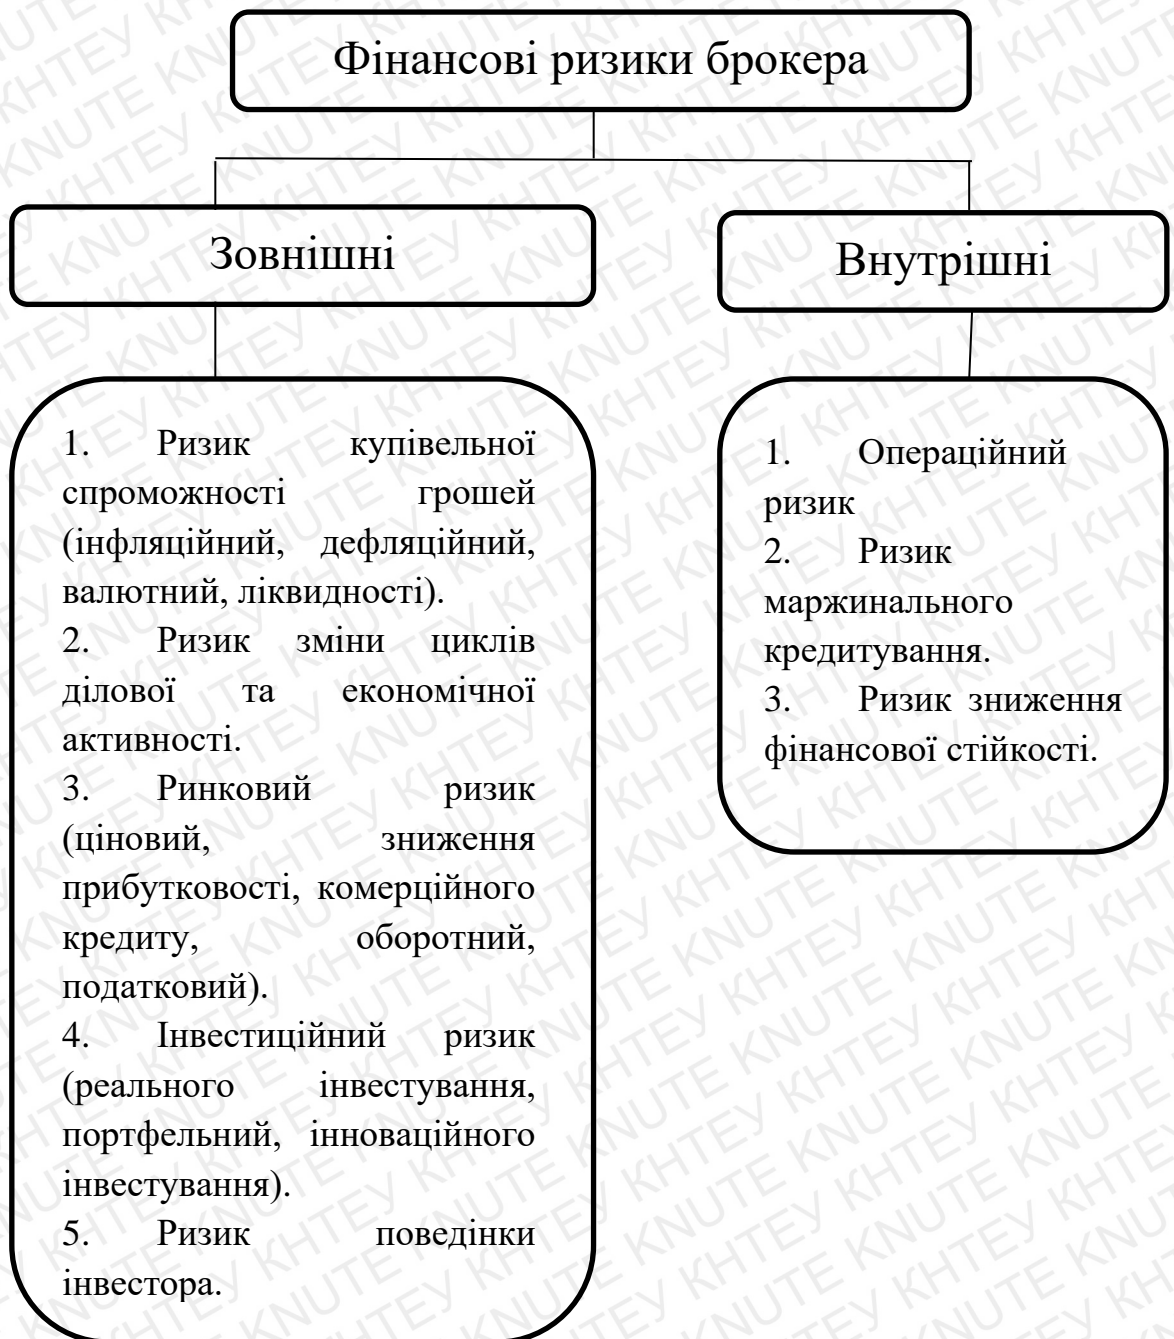 Фінансові ризики брокера
Зовнішні
Внутрішні
1. Ризик купівельної
спроможності грошей
(інфляційний, дефляційний,
валютний, ліквидності).
2. Ризик зміни циклів
ділової та економічної
активності.
3. Ринковий ризик
(ціновий, зниження
прибутковості, комерційного
кредиту, оборотний,
податковий).
4. Інвестиційний ризик
(реального інвестування,
портфельний, інноваційного
інвестування).
5. Ризик поведінки
інвестора.
1. Операційний
ризик
2. Ризик
маржинального
кредитування.
3. Ризик зниження
фінансової стійкості.